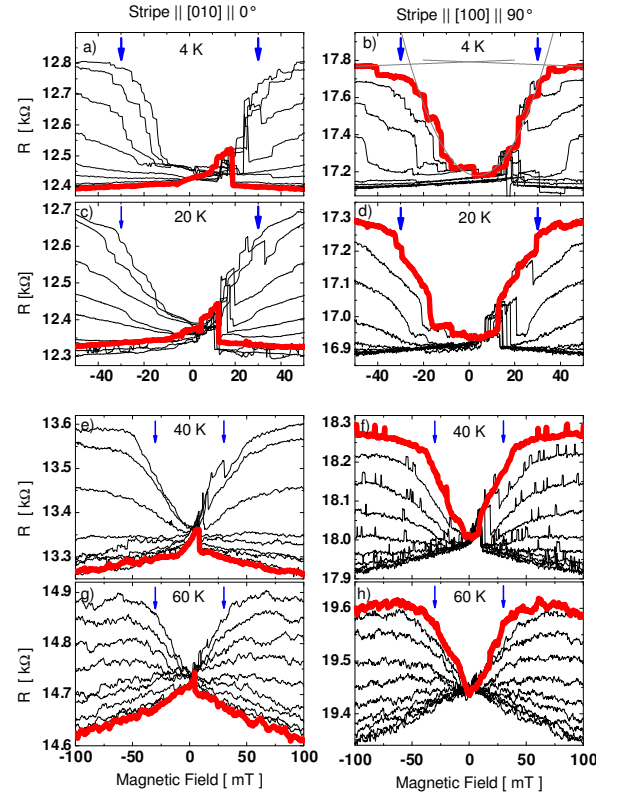 Stripe || [010] || 0°
Stripe || [100] || 90°
a)
4 K
12.8
12.7
12.6
12.5
12.4
R [ kΩ]
b)
4 K
17.8
17.6
17.4
17.2
c)
20 K
12.7
12.6
12.5
12.4
12.3
R [kΩ]
-40 -20 0 20 40
d)
20 K
17.3
17.2
17.1
17.0
16.9
-40 -20 0 20 40
e)
40 K
13.6
13.5
13.4
13.3
R [ kΩ ]
f)
40 K
18.3
18.2
18.1
18.0
17.9
g)
60 K
14.9
14.8
14.7
14.6
R [ kΩ ]
-100 -50 0 50 100
Magnetic Field [ mT ]
h)
60 K
19.6
19.5
19.4
-100 -50 0 50 100
Magnetic Field [ mT ]